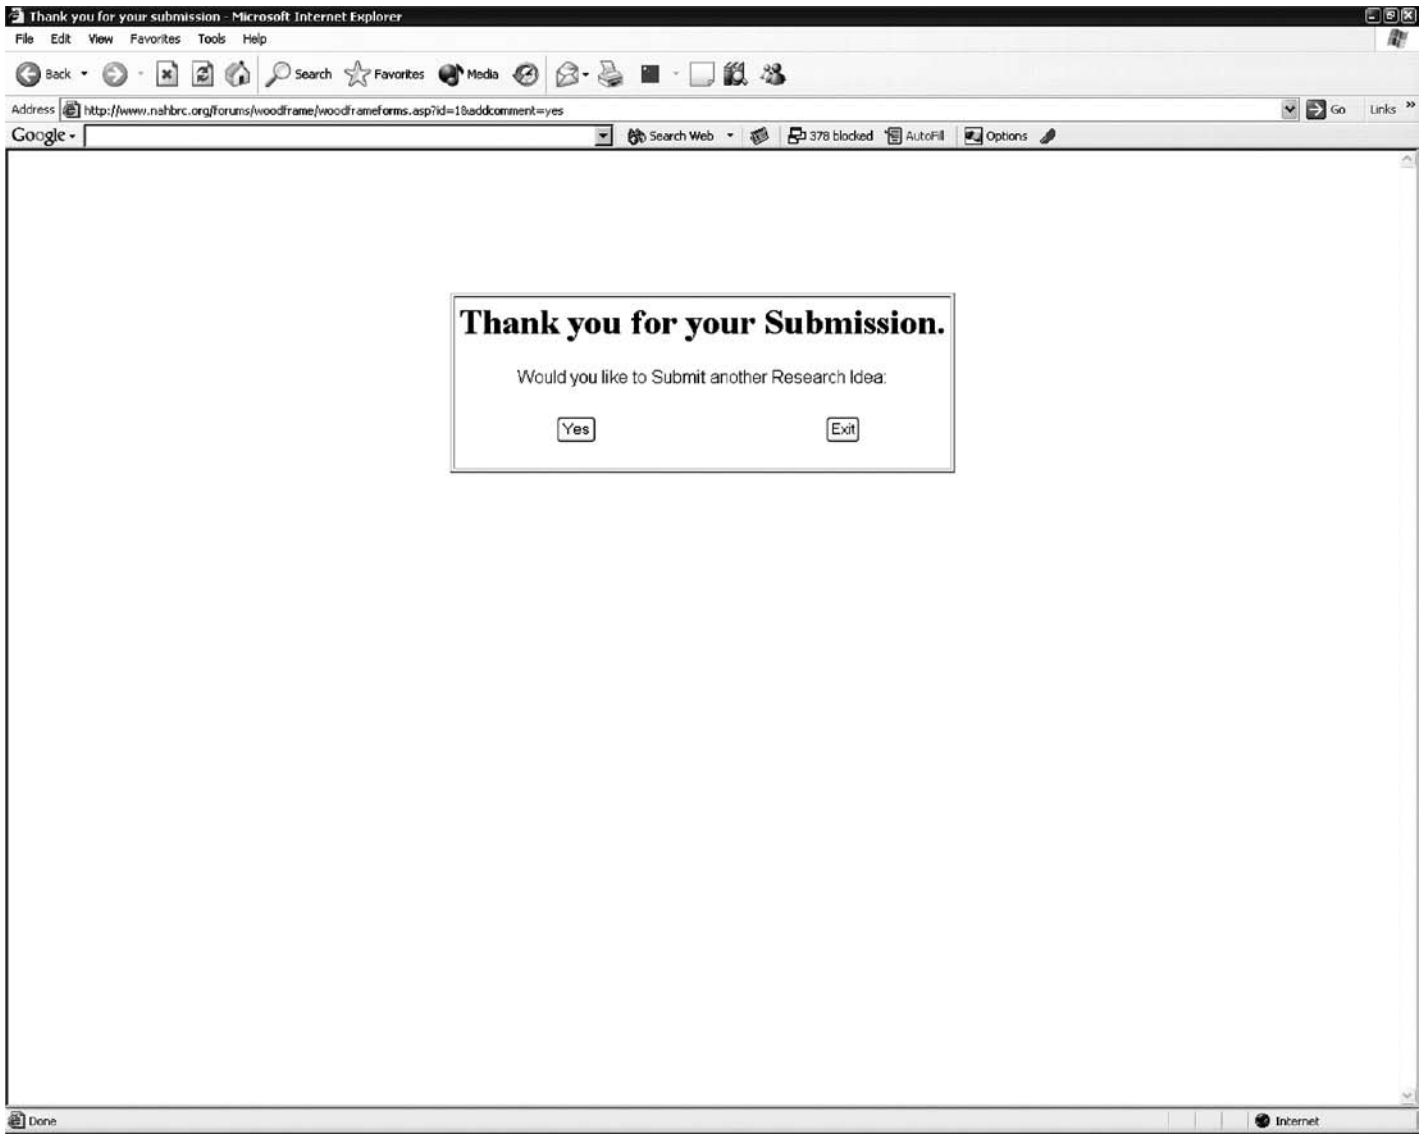 Thank you for your submission - Microsoft Internet Explorer
File Edit View Favorites Tools Help
Back Search Favorites Media
Address http://www.nahbrc.org/forums/woodframe/woodframeforms.asp?id=1&addcomment=yes Go Links »
Google Search Web 378 blocked AutoFill Options
Thank you for your Submission.
Would you like to Submit another Research Idea:
Yes Exit
Done Internet